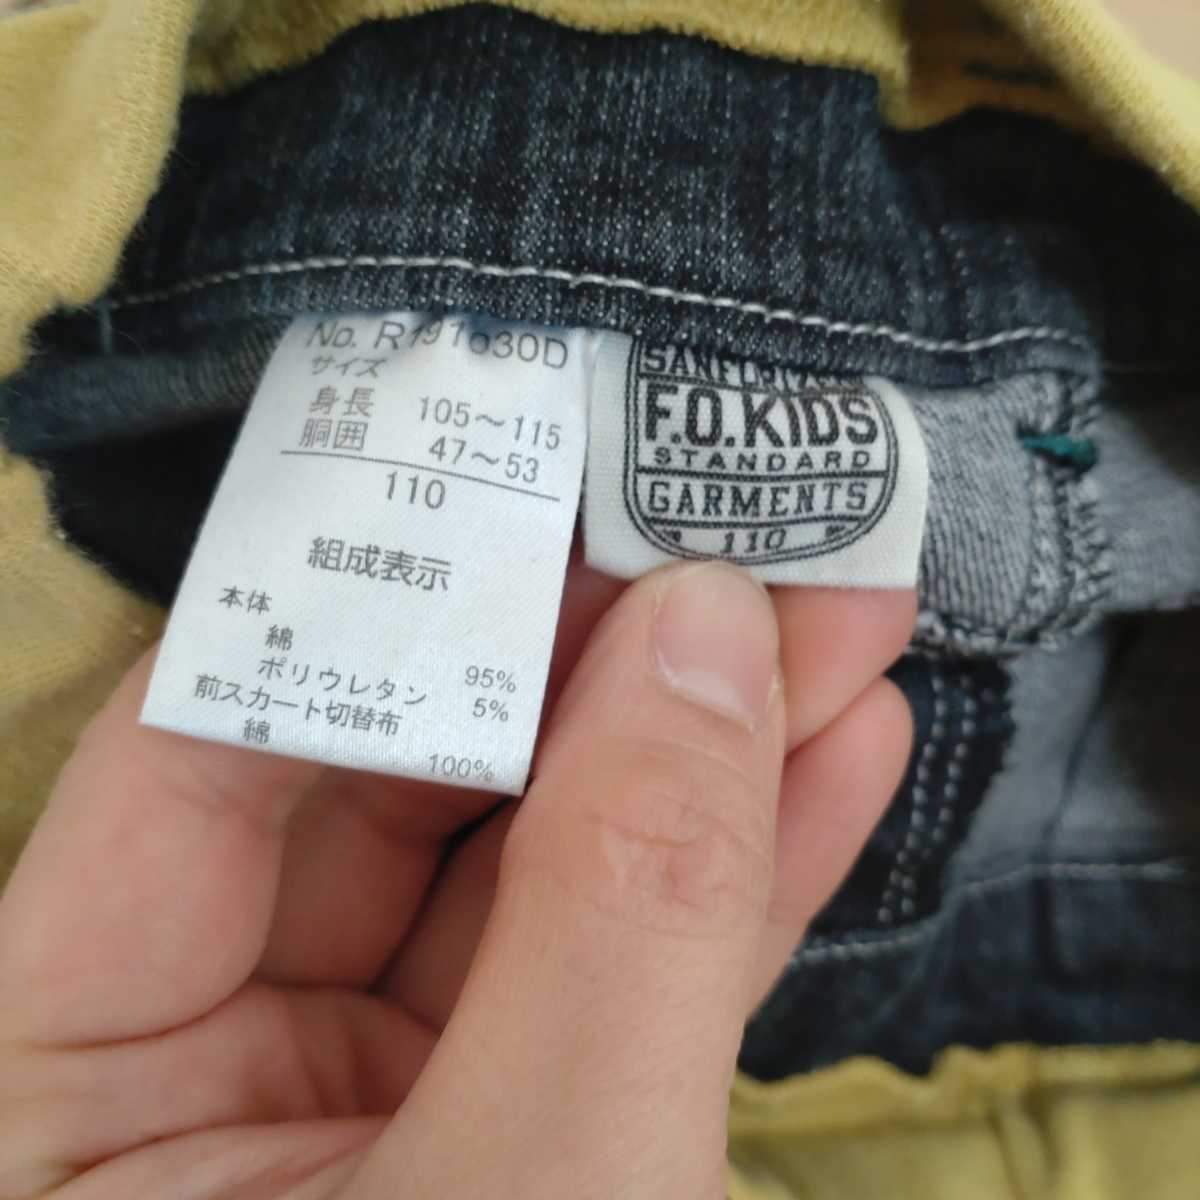 No. R191030D
サイズ
身長 105～115
胴囲 47～53
110
組成表示
本体
綿 95%
ポリウレタン 5%
前スカート切替布
綿 100%
F.O.KIDS
STANDARD
GARMENTS
110